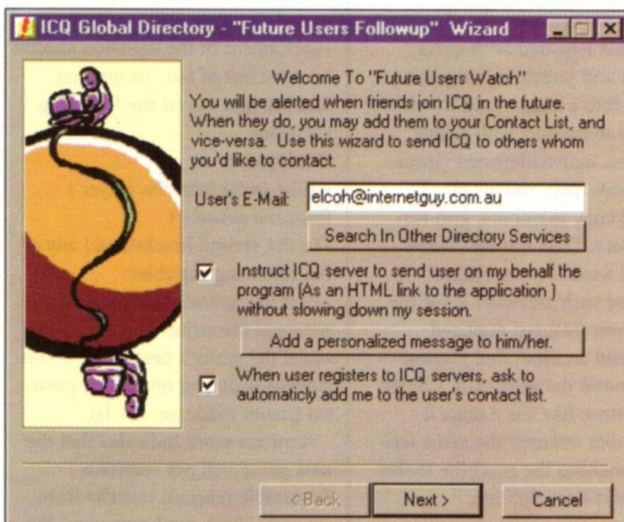 ICQ Global Directory - "Future Users Followup" Wizard
Welcome To "Future Users Watch"
You will be alerted when friends join ICQ in the future.
When they do, you may add them to your Contact List, and
vice-versa. Use this wizard to send ICQ to others whom
you'd like to contact.
User's E-Mail: elcoh@internetguy.com.au
Search In Other Directory Services
Instruct ICQ server to send user on my behalf the
program (As an HTML link to the application )
without slowing down my session.
Add a personalized message to him/her.
When user registers to ICQ servers, ask to
automaticly add me to the user's contact list.
< Back Next > Cancel